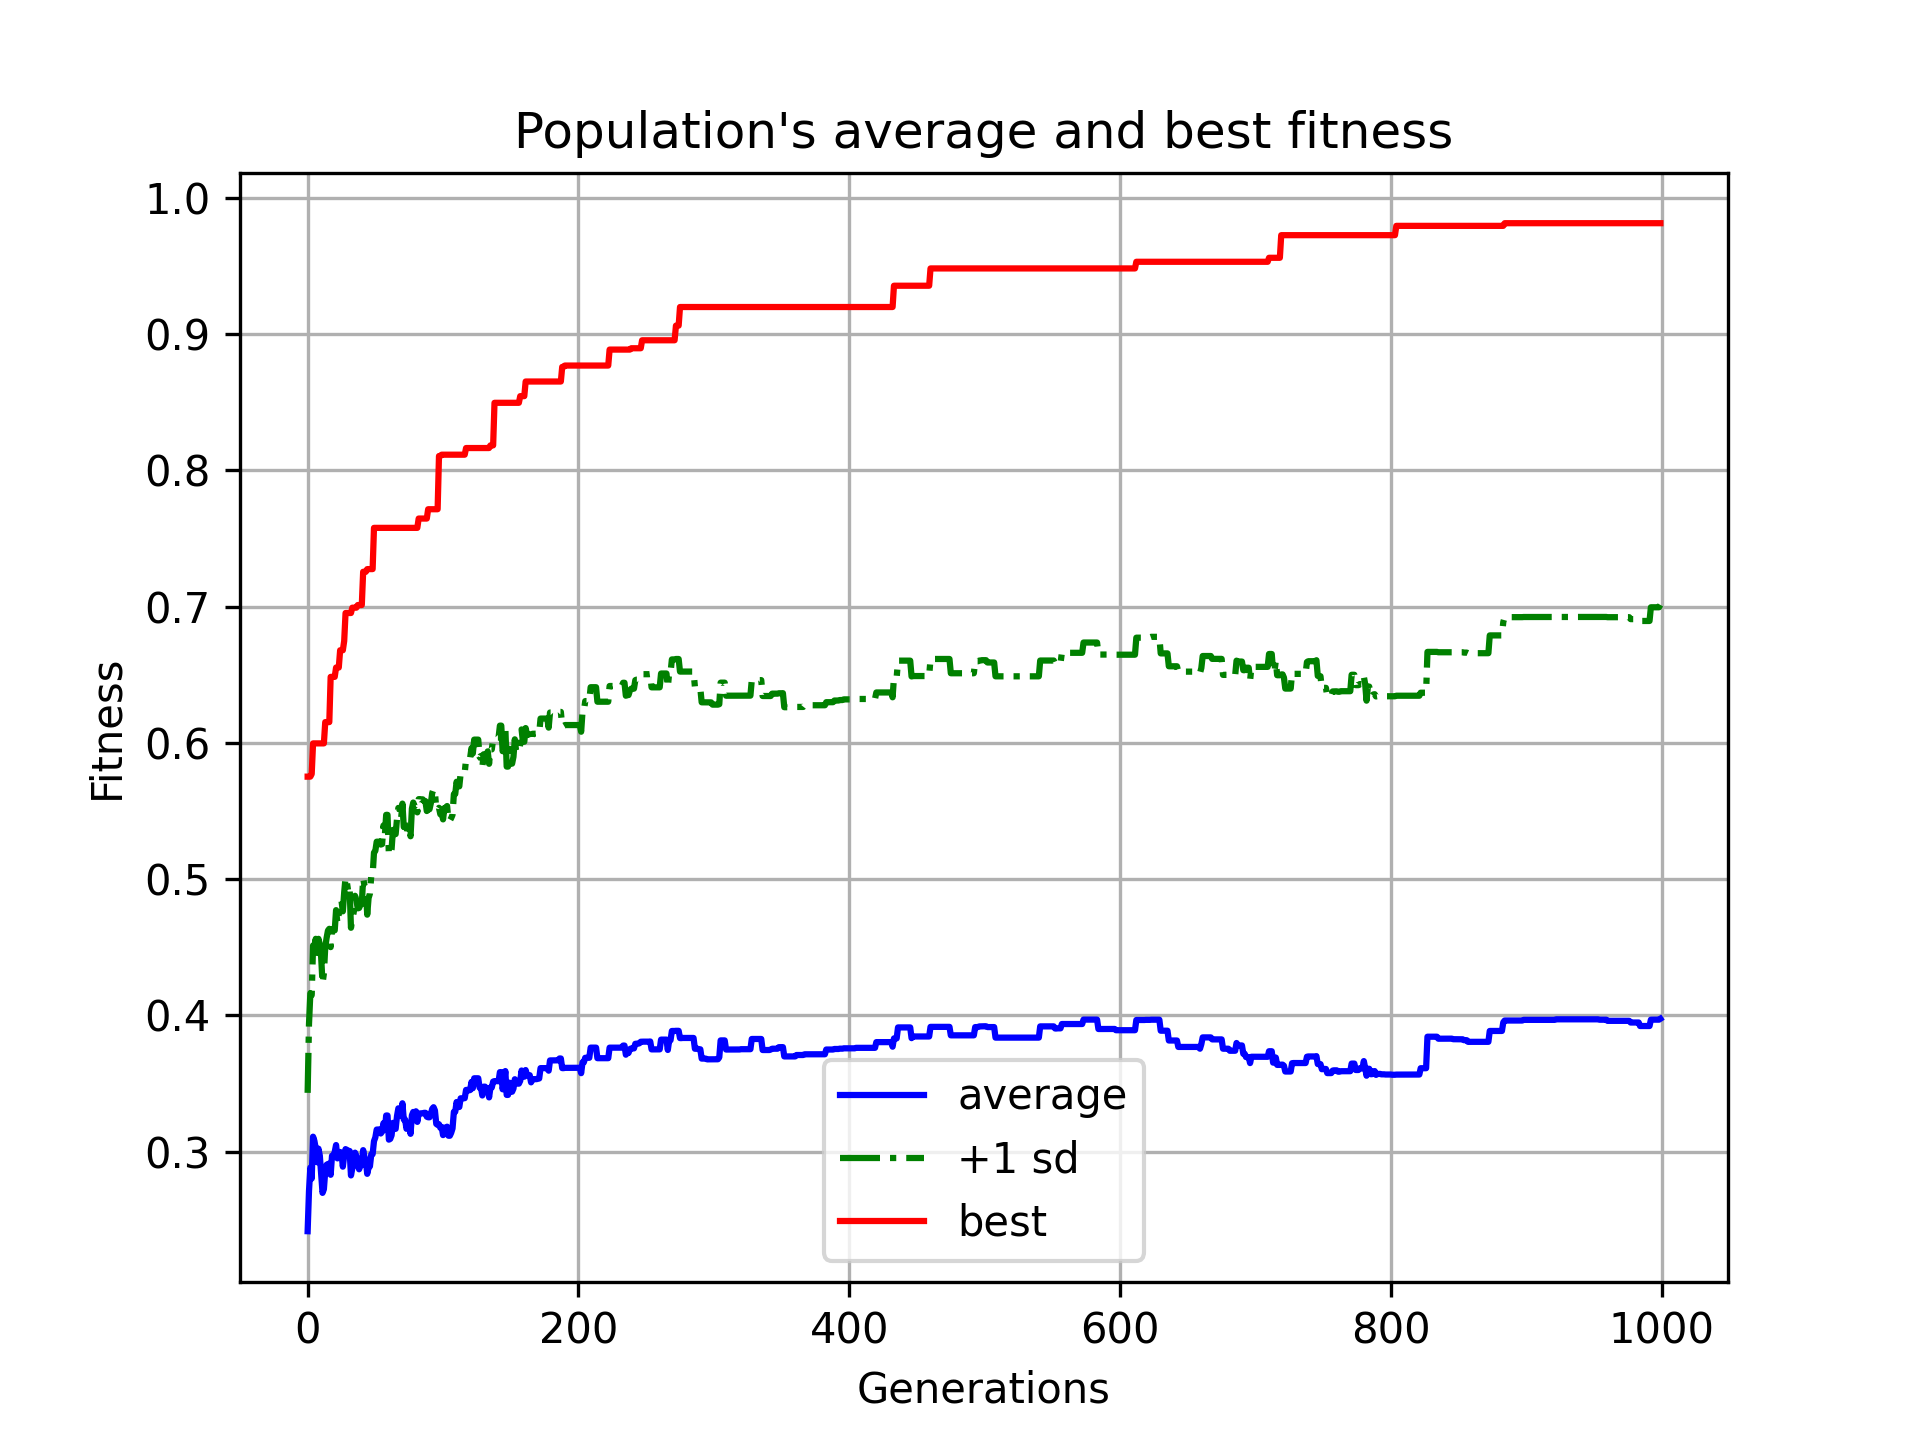 Population's average and best fitness
1.0
0.9
0.8
0.7
0.6
0.5
0.4
0.3
Fitness
average
+1 sd
best
0 200 400 600 800 1000
Generations